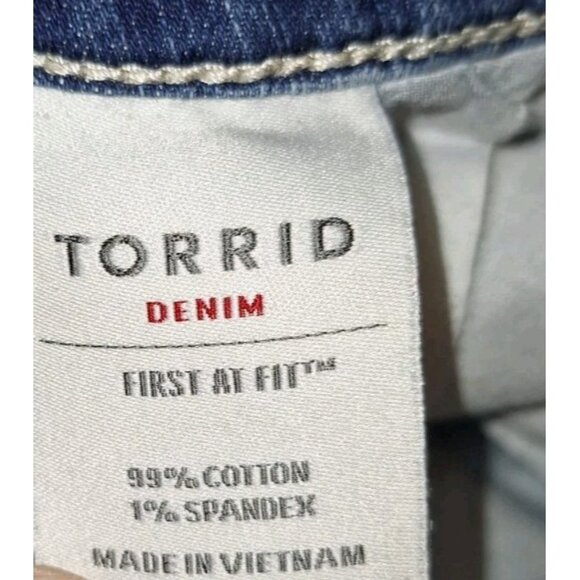 TORRID
DENIM
FIRST AT FIT™
99% COTTON
1% SPANDEX
MADE IN VIETNAM